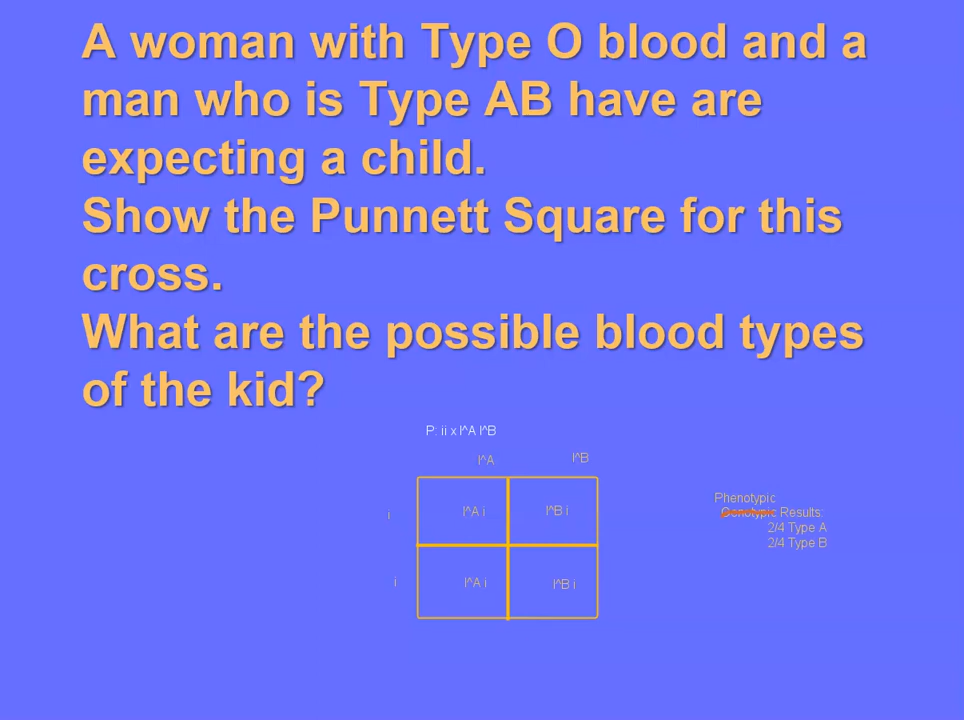 A woman with Type O blood and a
man who is Type AB have are
expecting a child.
Show the Punnett Square for this
cross.
What are the possible blood types
of the kid?
P: ii x I^A I^B
I^A
I^B
i
I^A i
I^B i
i
I^A i
I^B i
Phenotypic
Genotypic Results:
2/4 Type A
2/4 Type B